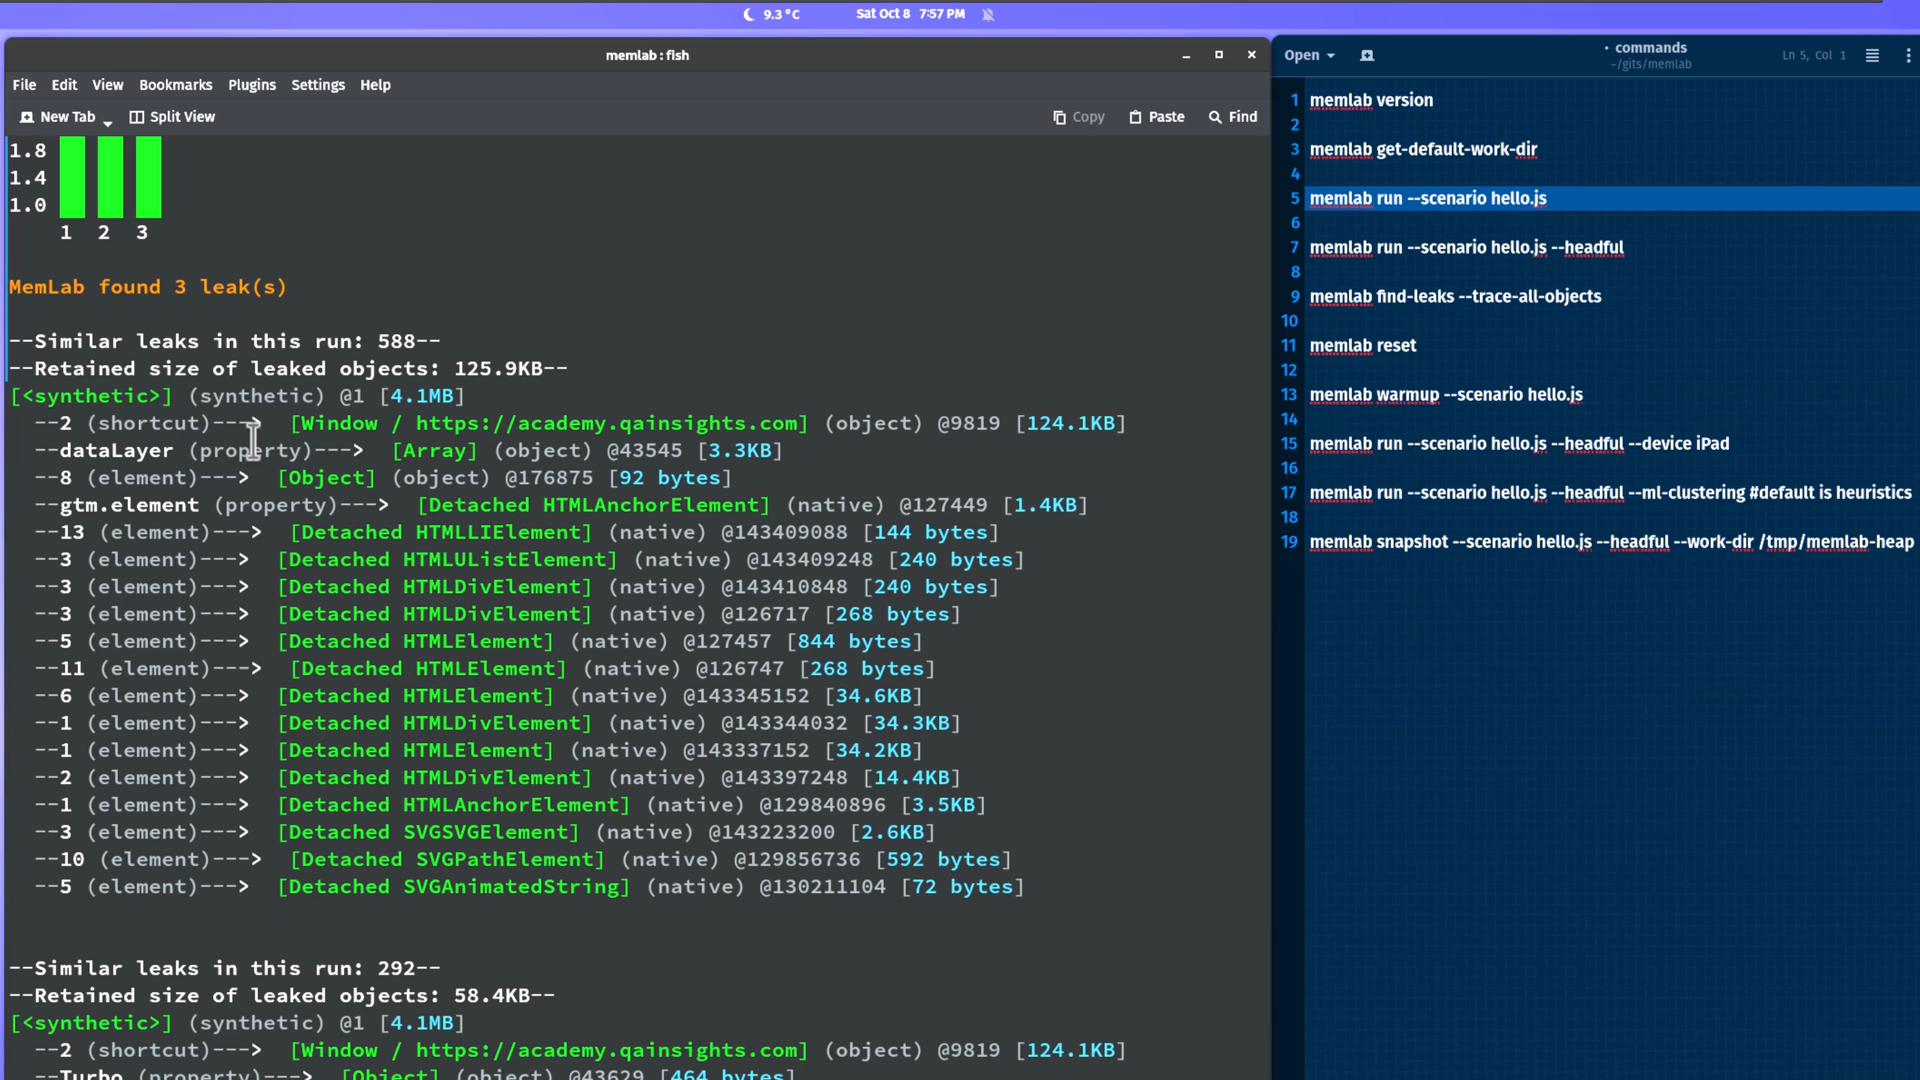 9.3 °C
Sat Oct 8 7:57 PM
memlab : fish
File Edit View Bookmarks Plugins Settings Help
New Tab Split View Copy Paste Find
1.8
1.4
1.0
1 2 3
MemLab found 3 leak(s)
--Similar leaks in this run: 588--
--Retained size of leaked objects: 125.9KB--
[<synthetic>] (synthetic) @1 [4.1MB]
--2 (shortcut)---> [Window / https://academy.qainsights.com] (object) @9819 [124.1KB]
--dataLayer (property)---> [Array] (object) @43545 [3.3KB]
--8 (element)---> [Object] (object) @176875 [92 bytes]
--gtm.element (property)---> [Detached HTMLAnchorElement] (native) @127449 [1.4KB]
--13 (element)---> [Detached HTMLLIElement] (native) @143409088 [144 bytes]
--3 (element)---> [Detached HTMLUListElement] (native) @143409248 [240 bytes]
--3 (element)---> [Detached HTMLDivElement] (native) @143410848 [240 bytes]
--3 (element)---> [Detached HTMLDivElement] (native) @126717 [268 bytes]
--5 (element)---> [Detached HTMLElement] (native) @127457 [844 bytes]
--11 (element)---> [Detached HTMLElement] (native) @126747 [268 bytes]
--6 (element)---> [Detached HTMLElement] (native) @143345152 [34.6KB]
--1 (element)---> [Detached HTMLDivElement] (native) @143344032 [34.3KB]
--1 (element)---> [Detached HTMLElement] (native) @143337152 [34.2KB]
--2 (element)---> [Detached HTMLDivElement] (native) @143397248 [14.4KB]
--1 (element)---> [Detached HTMLAnchorElement] (native) @129840896 [3.5KB]
--3 (element)---> [Detached SVGSVGElement] (native) @143223200 [2.6KB]
--10 (element)---> [Detached SVGPathElement] (native) @129856736 [592 bytes]
--5 (element)---> [Detached SVGAnimatedString] (native) @130211104 [72 bytes]
--Similar leaks in this run: 292--
--Retained size of leaked objects: 58.4KB--
[<synthetic>] (synthetic) @1 [4.1MB]
--2 (shortcut)---> [Window / https://academy.qainsights.com] (object) @9819 [124.1KB]
--Turbo (property)---> [Object] (object) @43629 [464 bytes]
Open
• commands
~/gits/memlab
Ln 5, Col 1
1 memlab version
2
3 memlab get-default-work-dir
4
5 memlab run --scenario hello.js
6
7 memlab run --scenario hello.js --headful
8
9 memlab find-leaks --trace-all-objects
10
11 memlab reset
12
13 memlab warmup --scenario hello.js
14
15 memlab run --scenario hello.js --headful --device iPad
16
17 memlab run --scenario hello.js --headful --ml-clustering #default is heuristics
18
19 memlab snapshot --scenario hello.js --headful --work-dir /tmp/memlab-heap